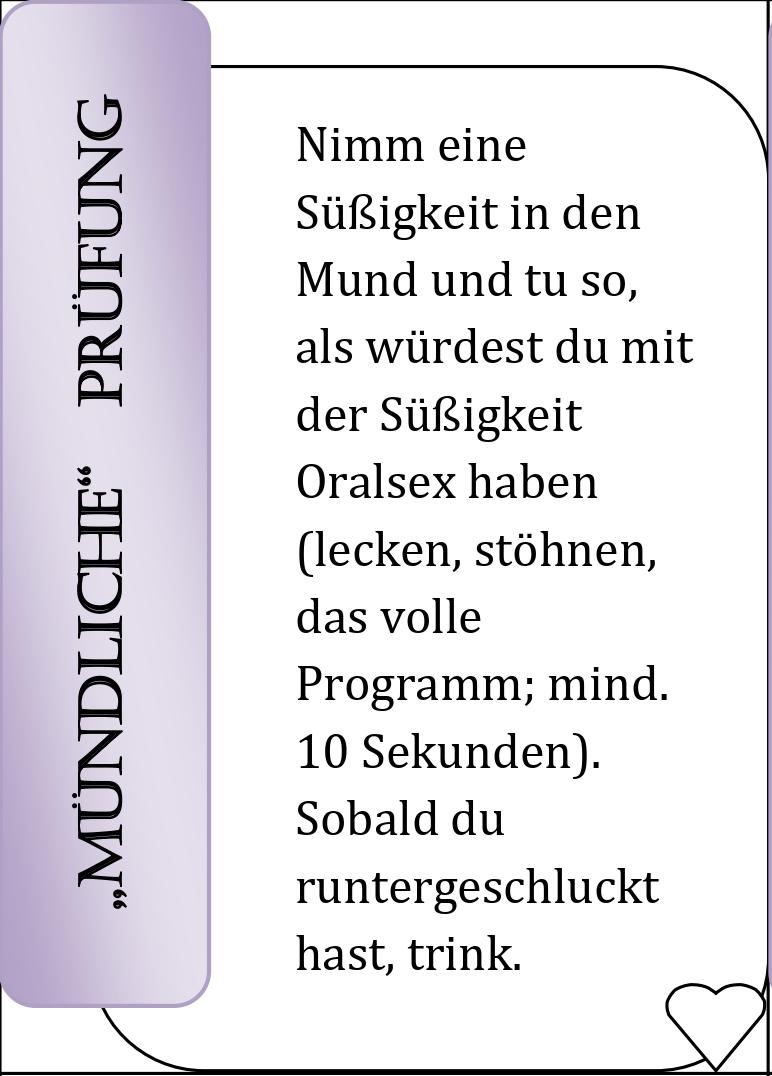 „MÜNDLICHE“ PRÜFUNG
Nimm eine
Süßigkeit in den
Mund und tu so,
als würdest du mit
der Süßigkeit
Oralsex haben
(lecken, stöhnen,
das volle
Programm; mind.
10 Sekunden).
Sobald du
runtergeschluckt
hast, trink.